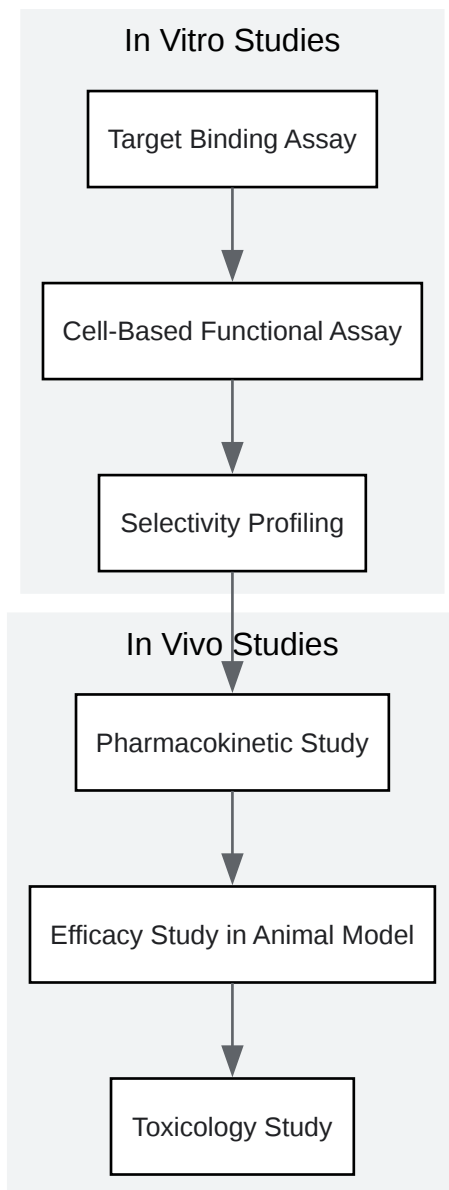 In Vitro Studies
Target Binding Assay
Cell-Based Functional Assay
Selectivity Profiling
In Vivo Studies
Pharmacokinetic Study
Efficacy Study in Animal Model
Toxicology Study